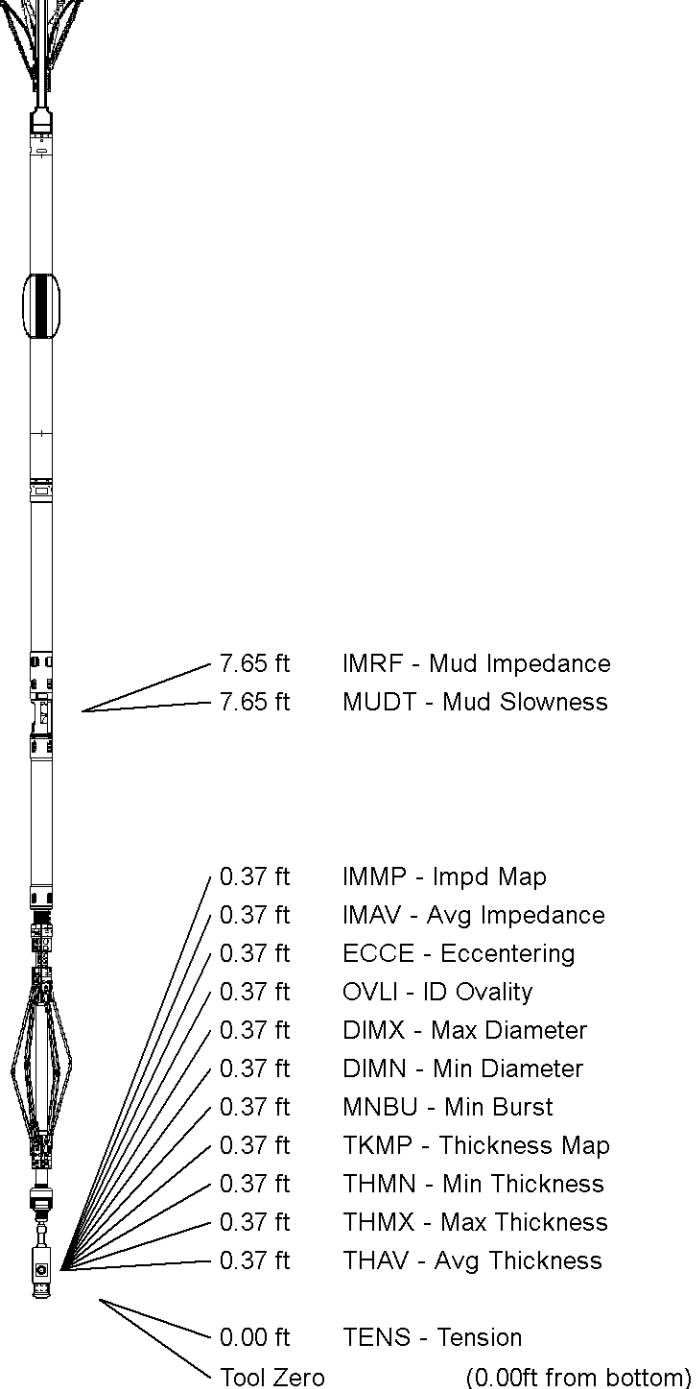 7.65 ft IMRF - Mud Impedance
7.65 ft MUDT - Mud Slowness
0.37 ft IMMP - Impd Map
0.37 ft IMAV - Avg Impedance
0.37 ft ECCE - Eccentering
0.37 ft OVLI - ID Ovality
0.37 ft DIMX - Max Diameter
0.37 ft DIMN - Min Diameter
0.37 ft MNBU - Min Burst
0.37 ft TKMP - Thickness Map
0.37 ft THMN - Min Thickness
0.37 ft THMX - Max Thickness
0.37 ft THAV - Avg Thickness
0.00 ft TENS - Tension
Tool Zero (0.00ft from bottom)